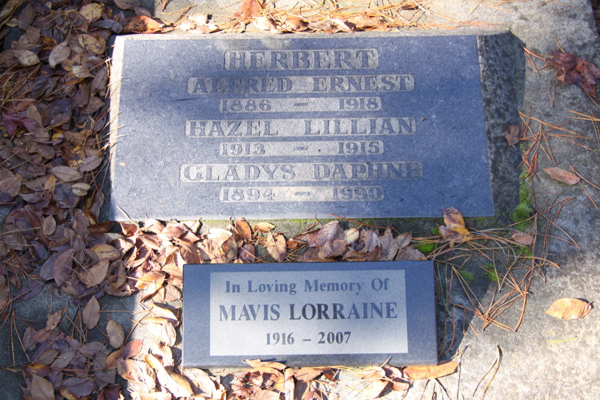 HERBERT
ALFRED ERNEST
1886 – 1918
HAZEL LILLIAN
1913 – 1915
GLADYS DAPHNE
1894 – 1980
In Loving Memory Of
MAVIS LORRAINE
1916 – 2007